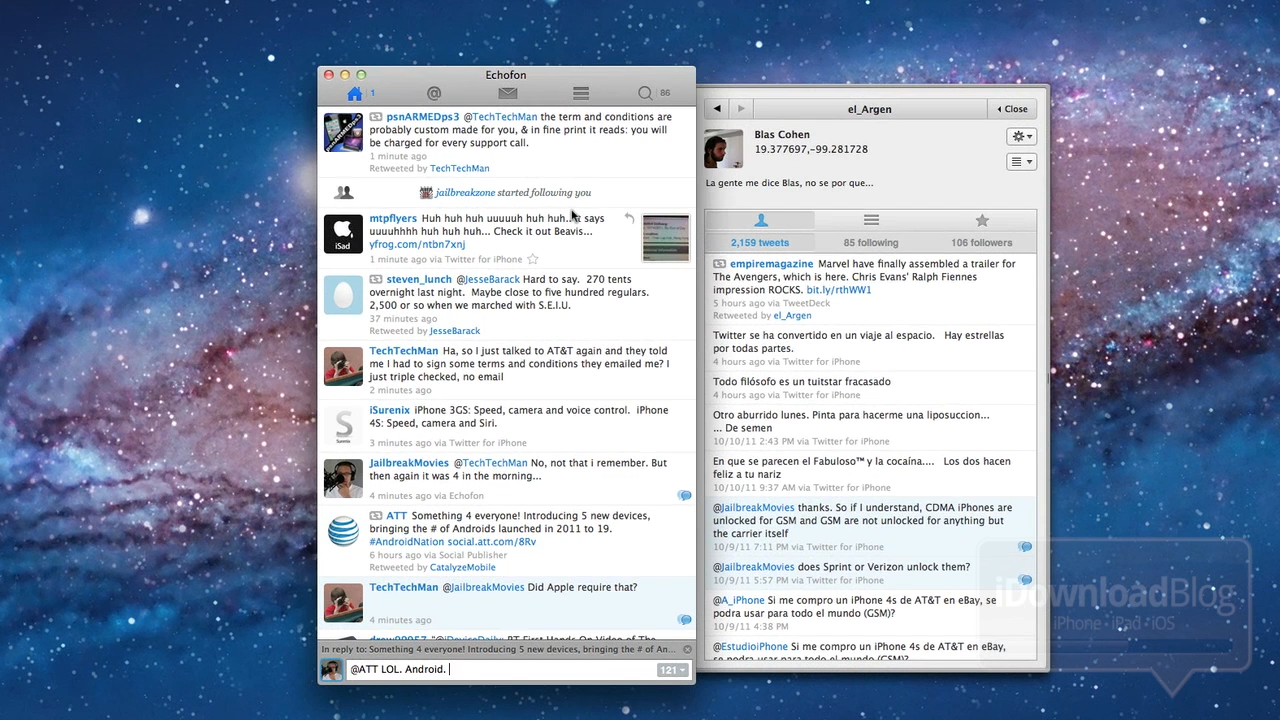 Echofon
1
86
psnARMEDps3 @TechTechMan the term and conditions are
probably custom made for you, & in fine print it reads: you will
be charged for every support call.
1 minute ago
Retweeted by TechTechMan
jailbreakzone started following you
iSad
mtpflyers Huh huh huh uuuuuh huh huh. It says
uuuuhhhh huh huh huh... Check it out Beavis...
yfrog.com/ntbn7xnj
1 minute ago via Twitter for iPhone
steven_lunch @JesseBarack Hard to say. 270 tents
overnight last night. Maybe close to five hundred regulars.
2,500 or so when we marched with S.E.I.U.
37 minutes ago
Retweeted by JesseBarack
TechTechMan Ha, so I just talked to AT&T again and they told
me I had to sign some terms and conditions they emailed me? I
just triple checked, no email
2 minutes ago
S
Surenix
iSurenix iPhone 3GS: Speed, camera and voice control. iPhone
4S: Speed, camera and Siri.
3 minutes ago via Twitter for iPhone
JailbreakMovies @TechTechMan No, not that i remember. But
then again it was 4 in the morning...
4 minutes ago via Echofon
ATT Something 4 everyone! Introducing 5 new devices,
bringing the # of Androids launched in 2011 to 19.
#AndroidNation social.att.com/8Rv
6 hours ago via Social Publisher
Retweeted by CatalyzeMobile
TechTechMan @JailbreakMovies Did Apple require that?
4 minutes ago
In reply to: Something 4 everyone! Introducing 5 new devices, bringing the # of An...
@ATT LOL. Android.
121
el_Argen
Close
Blas Cohen
19.377697,-99.281728
La gente me dice Blas, no se por que...
2,159 tweets
85 following
106 followers
empiremagazine Marvel have finally assembled a trailer for
The Avengers, which is here. Chris Evans' Ralph Fiennes
impression ROCKS. bit.ly/rthWW1
5 hours ago via TweetDeck
Retweeted by el_Argen
Twitter se ha convertido en un viaje al espacio. Hay estrellas
por todas partes.
4 hours ago via Twitter for iPhone
Todo filósofo es un tuitstar fracasado
4 hours ago via Twitter for iPhone
Otro aburrido lunes. Pinta para hacerme una liposuccion...
... De semen
10/10/11 2:43 PM via Twitter for iPhone
En que se parecen el Fabuloso™ y la cocaína.... Los dos hacen
feliz a tu nariz
10/10/11 9:37 AM via Twitter for iPhone
@JailbreakMovies thanks. So if I understand, CDMA iPhones are
unlocked for GSM and GSM are not unlocked for anything but
the carrier itself
10/9/11 7:11 PM via Twitter for iPhone
@JailbreakMovies does Sprint or Verizon unlock them?
10/9/11 5:57 PM via Twitter for iPhone
@A_iPhone Si me compro un iPhone 4s de AT&T en eBay, se
podra usar para todo el mundo (GSM)?
10/9/11 4:38 PM
@EstudioiPhone Si me compro un iPhone 4s de AT&T en eBay,
se podra usar para todo el mundo (GSM)?
iDownloadBlog
iPhone · iPad · iOS